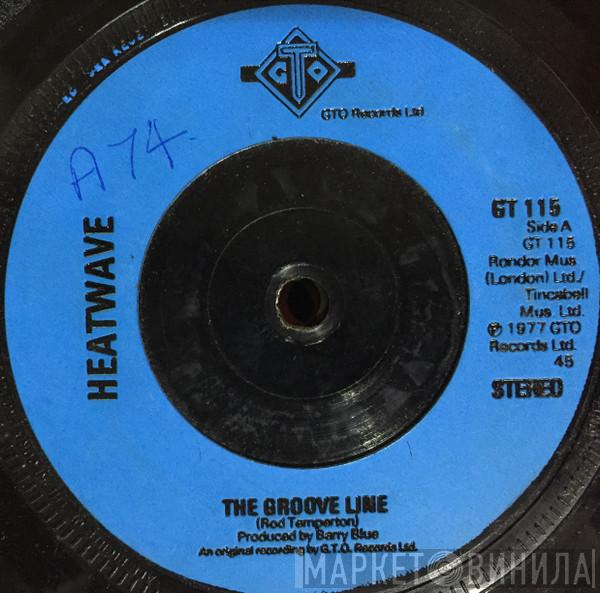 GTO
GTO Records Ltd
A 74.
HEATWAVE
GT 115
Side A
GT 115
Rondor Mus.
(London) Ltd./
Tincabell
Mus. Ltd.
℗ 1977 GTO
Records Ltd.
45
STEREO
THE GROOVE LINE
(Rod Temperton)
Produced by Barry Blue
An original recording by G.T.O. Records Ltd.
МАРКЕТ ВИНИЛА